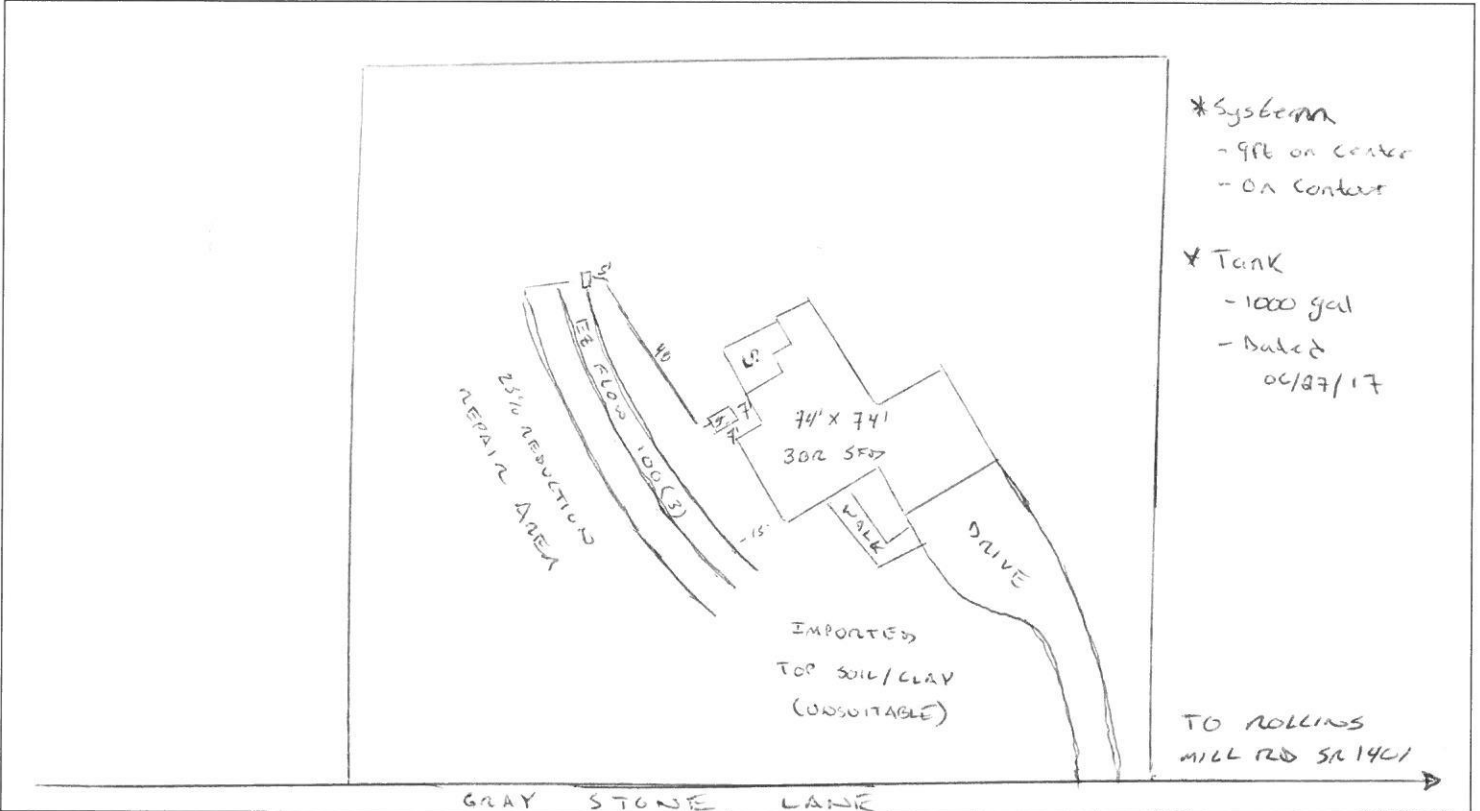 *System
- 9ft on center
- On Contour
* Tank
- 1000 gal
- Dated
06/27/17
5'
40
S
EZ FLOW 100(3)
25% REDUCTION
REPAIR AREA
7'
5'
7'
74' X 74'
3BR SFD
15'
WALK
DRIVE
IMPORTED
TOP SOIL/CLAY
(UNSUITABLE)
TO ROLLINS
MILL RD SR 1401
GRAY STONE LANE